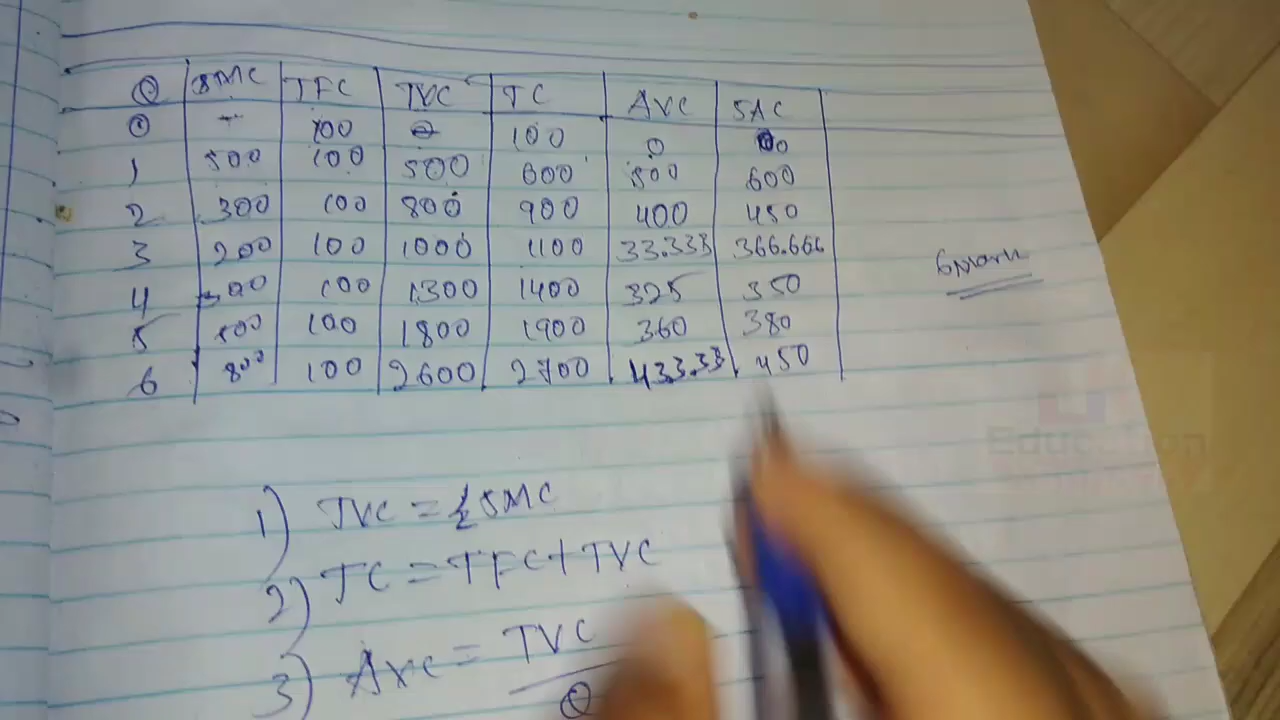 Q SMC TFC TVC TC AVC SAC
0 - 100 0 100 0
1 500 100 500 600 500 600
2 300 100 800 900 400 450
3 200 100 1000 1100 33.333 366.666
4 300 100 1300 1400 325 350
5 500 100 1800 1900 360 380
6 800 100 2600 2700 433.33 450
6 mark
1) TVC = ΣSMC
2) TC = TFC + TVC
3) AVC = TVC
Q
Education